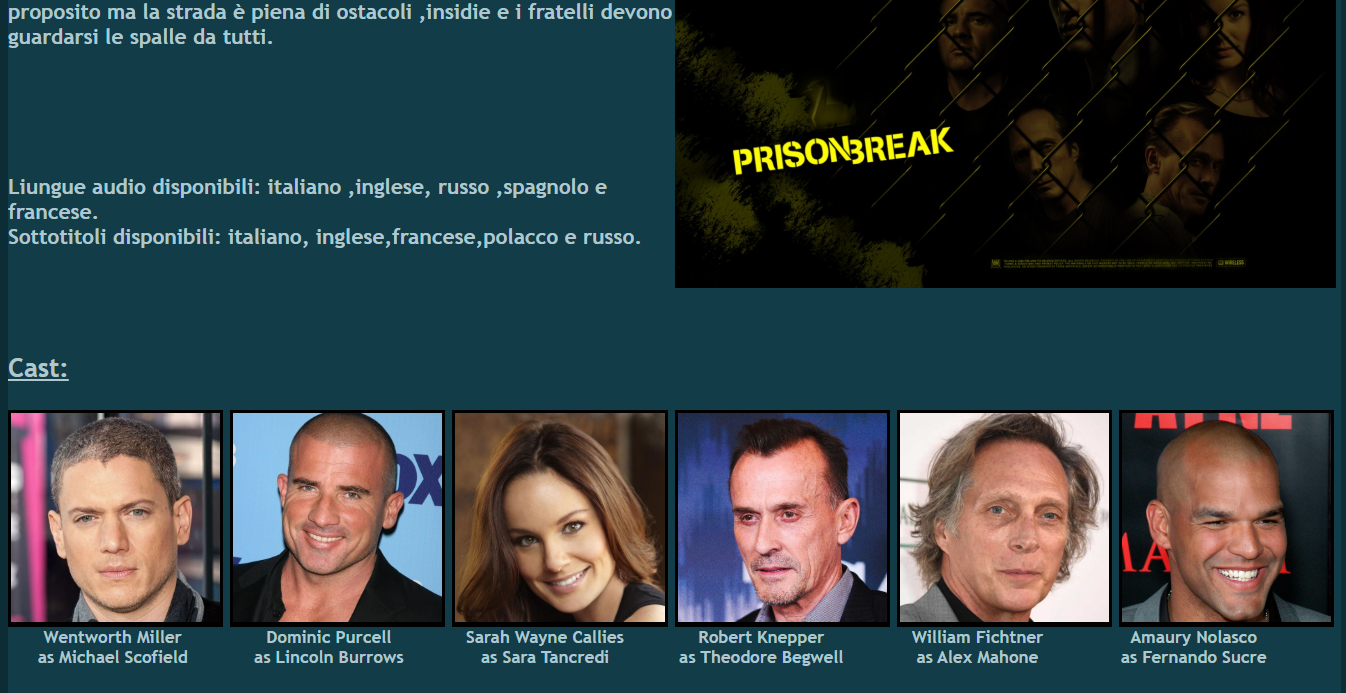 proposito ma la strada è piena di ostacoli ,insidie e i fratelli devono
guardarsi le spalle da tutti.
PRISON BREAK
Liungue audio disponibili: italiano ,inglese, russo ,spagnolo e
francese.
Sottotitoli disponibili: italiano, inglese,francese,polacco e russo.
Cast:
Wentworth Miller
as Michael Scofield
Dominic Purcell
as Lincoln Burrows
Sarah Wayne Callies
as Sara Tancredi
Robert Knepper
as Theodore Begwell
William Fichtner
as Alex Mahone
Amaury Nolasco
as Fernando Sucre